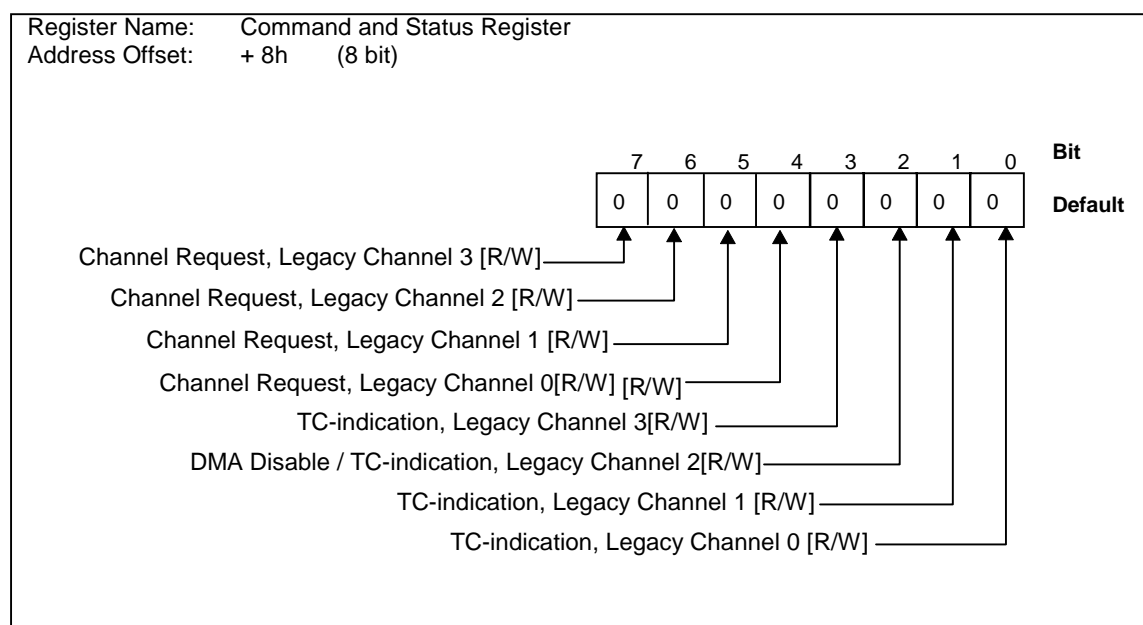 Register Name: Command and Status Register
Address Offset: + 8h (8 bit)
7 6 5 4 3 2 1 0 Bit
0 0 0 0 0 0 0 0 Default
Channel Request, Legacy Channel 3 [R/W]
Channel Request, Legacy Channel 2 [R/W]
Channel Request, Legacy Channel 1 [R/W]
Channel Request, Legacy Channel 0[R/W] [R/W]
TC-indication, Legacy Channel 3[R/W]
DMA Disable / TC-indication, Legacy Channel 2[R/W]
TC-indication, Legacy Channel 1 [R/W]
TC-indication, Legacy Channel 0 [R/W]